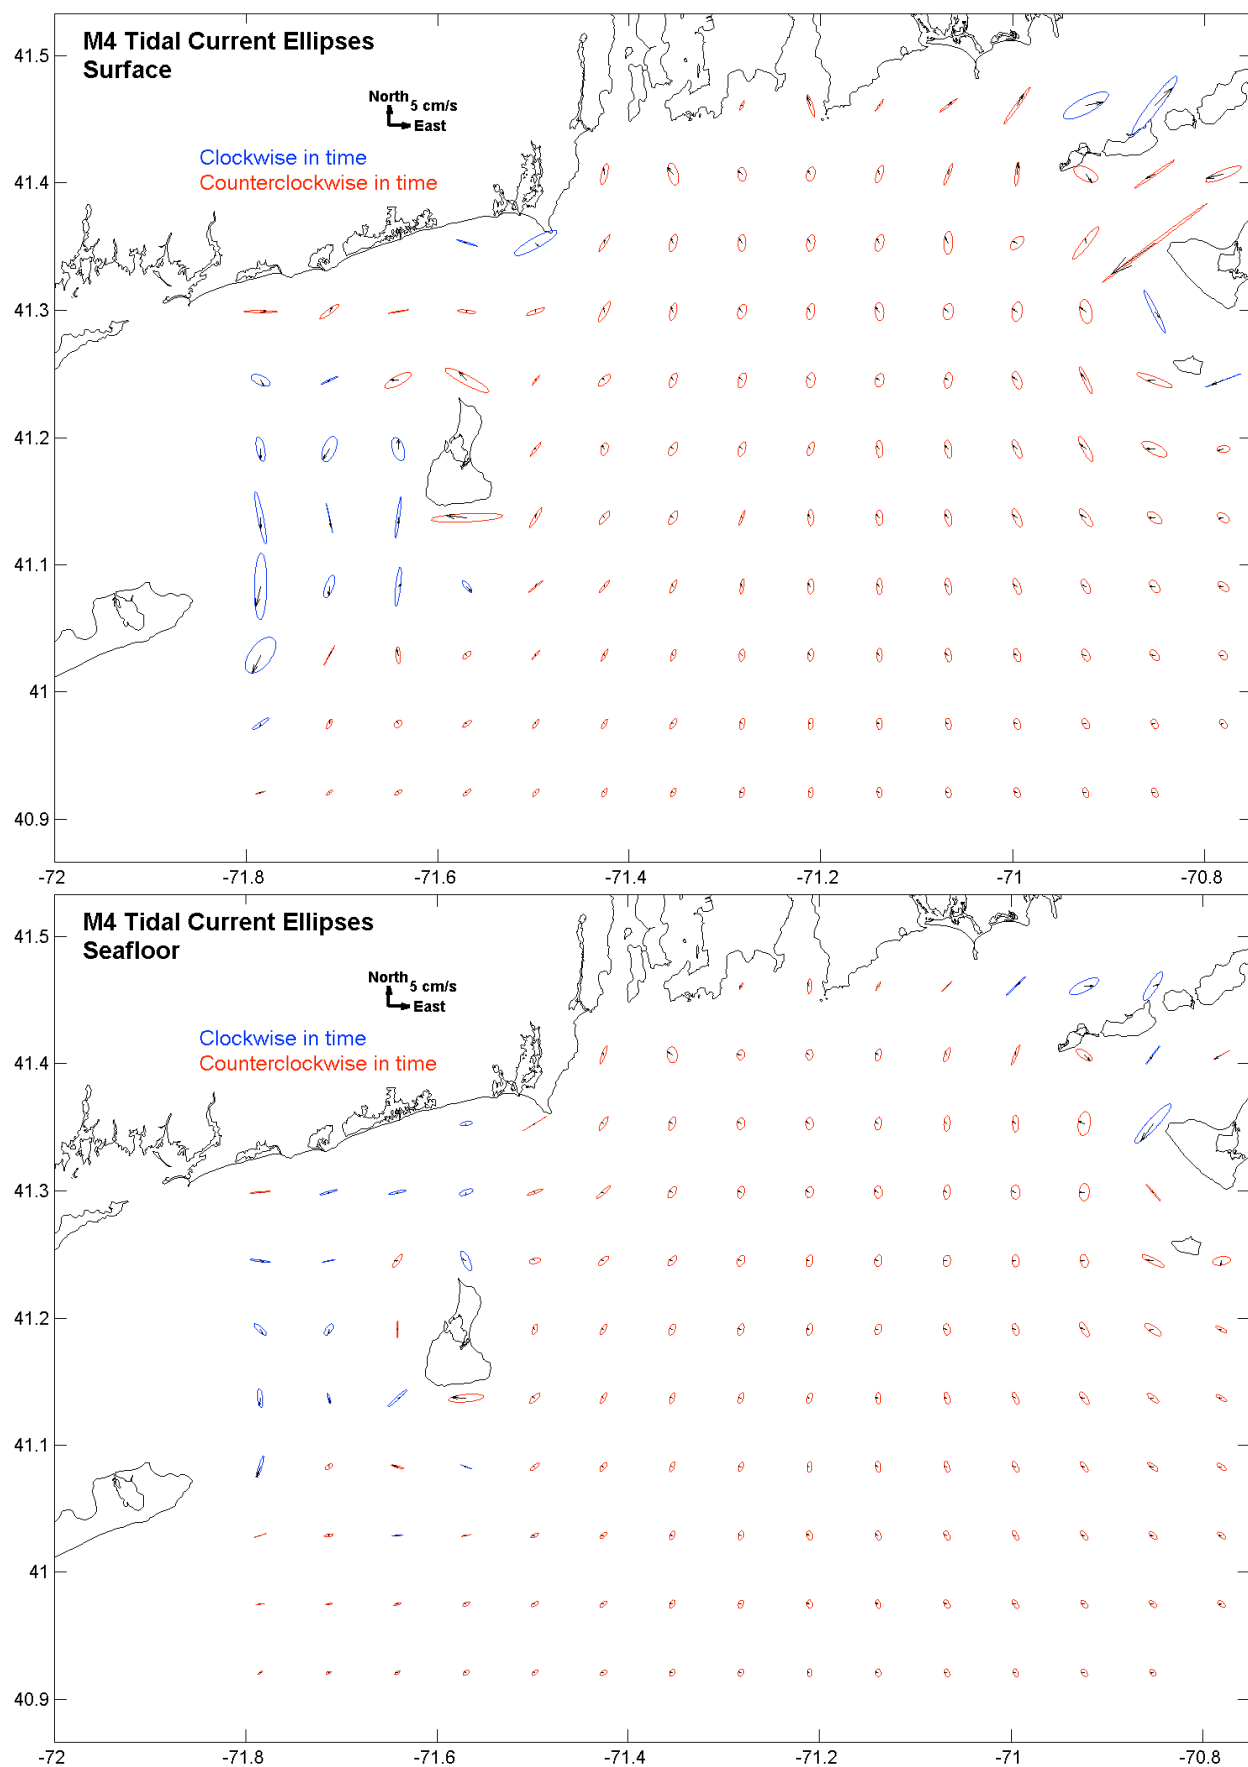 M4 Tidal Current Ellipses
Surface
North
5 cm/s
East
Clockwise in time
Counterclockwise in time
41.5
41.4
41.3
41.2
41.1
41
40.9
-72
-71.8
-71.6
-71.4
-71.2
-71
-70.8
M4 Tidal Current Ellipses
Seafloor
North
5 cm/s
East
Clockwise in time
Counterclockwise in time
41.5
41.4
41.3
41.2
41.1
41
40.9
-72
-71.8
-71.6
-71.4
-71.2
-71
-70.8